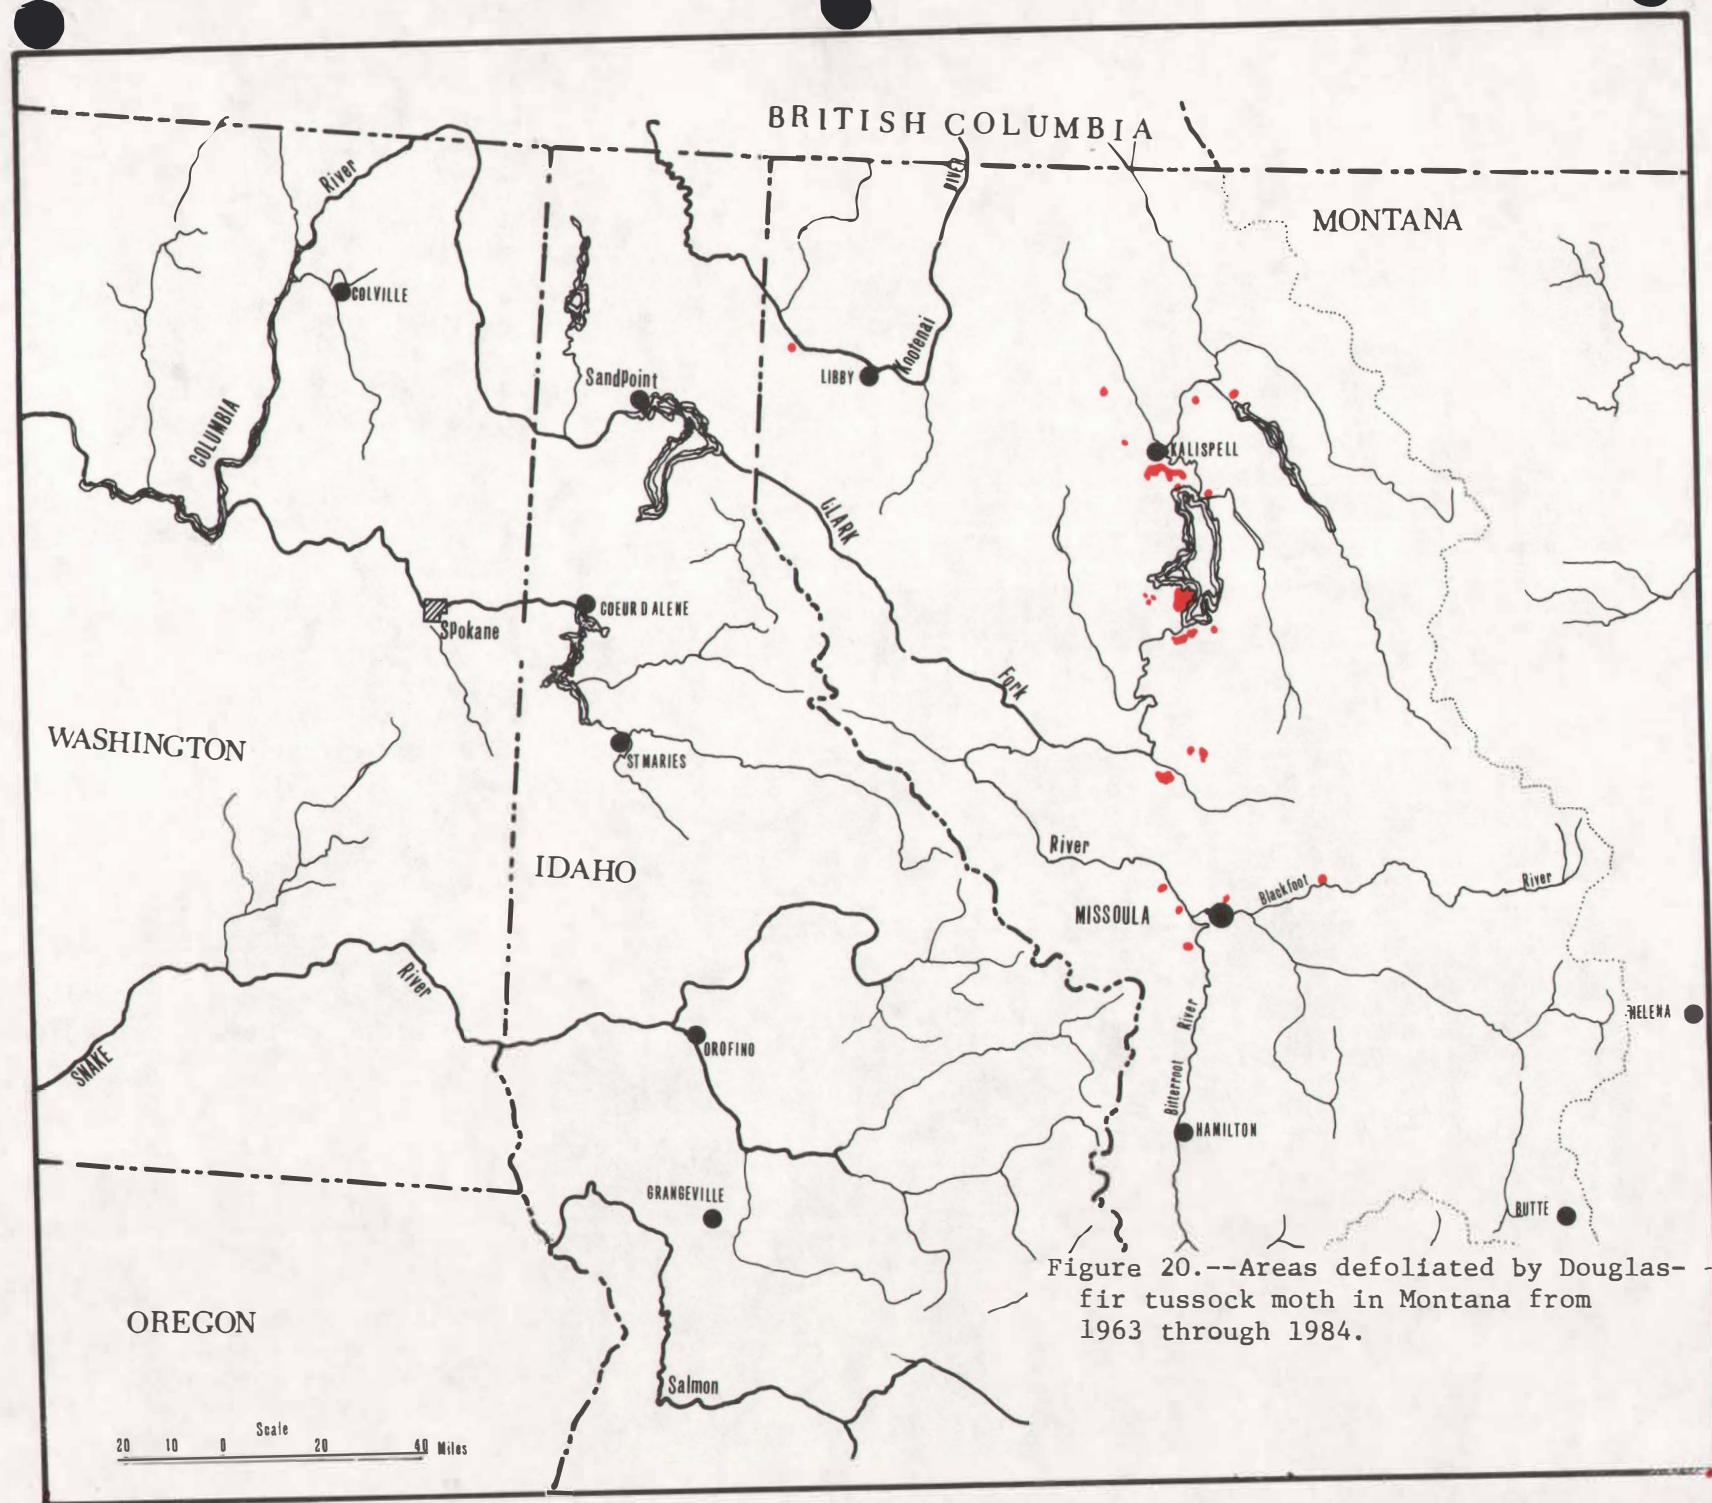 BRITISH COLUMBIA
MONTANA
River
RIVER
COLVILLE
Kootenai
LIBBY
SandPoint
COLUMBIA
KALISPELL
CLARK
Spokane
COEUR D ALENE
Fork
WASHINGTON
ST MARIES
IDAHO
River
MISSOULA
Blackfoot
River
River
SNAKE
OROFINO
River
Bitterroot
HELENA
HAMILTON
GRANGEVILLE
BUTTE
Figure 20.--Areas defoliated by Douglas-
fir tussock moth in Montana from
1963 through 1984.
OREGON
Salmon
Scale
20 10 0 20 40 Miles